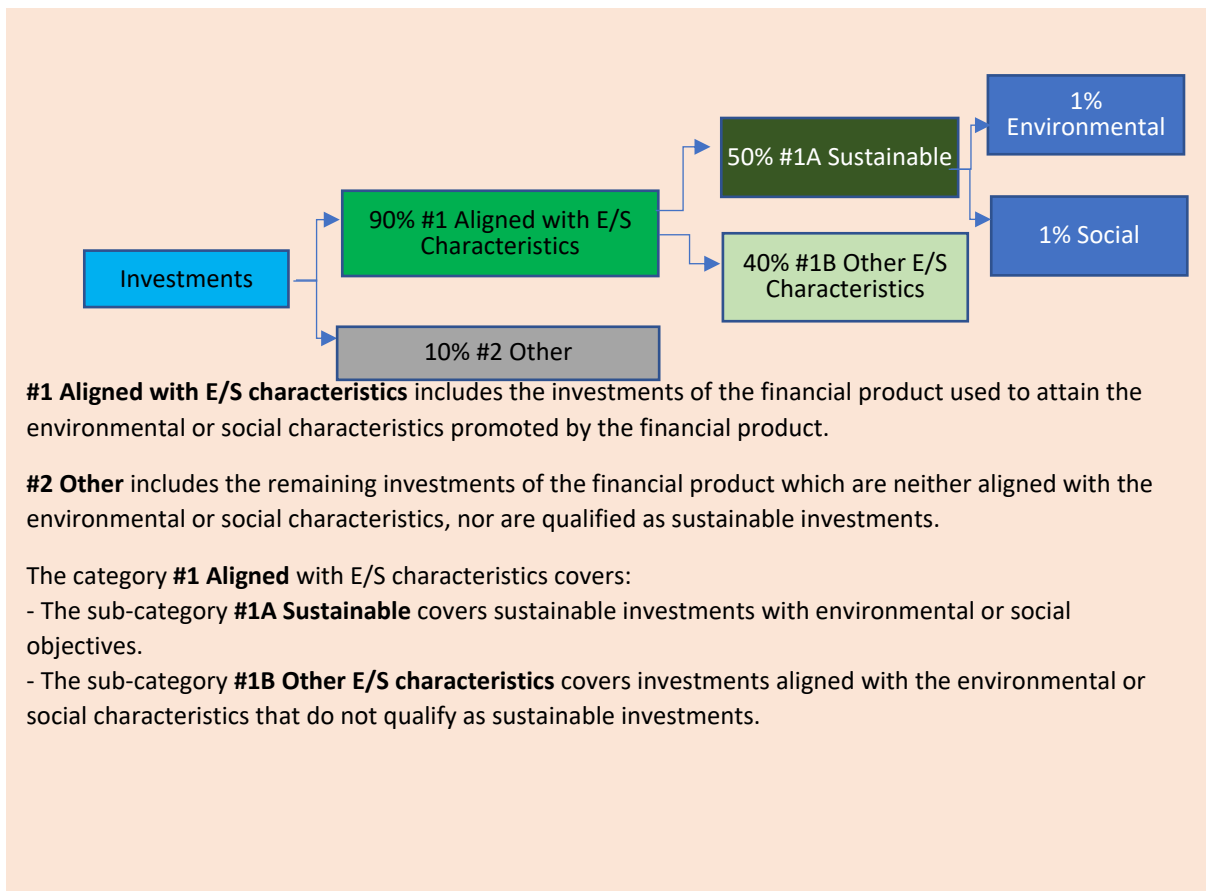 1%
Environmental
50% #1A Sustainable
90% #1 Aligned with E/S
Characteristics
1% Social
40% #1B Other E/S
Characteristics
Investments
10% #2 Other
#1 Aligned with E/S characteristics includes the investments of the financial product used to attain the
environmental or social characteristics promoted by the financial product.
#2 Other includes the remaining investments of the financial product which are neither aligned with the
environmental or social characteristics, nor are qualified as sustainable investments.
The category #1 Aligned with E/S characteristics covers:
- The sub-category #1A Sustainable covers sustainable investments with environmental or social
objectives.
- The sub-category #1B Other E/S characteristics covers investments aligned with the environmental or
social characteristics that do not qualify as sustainable investments.